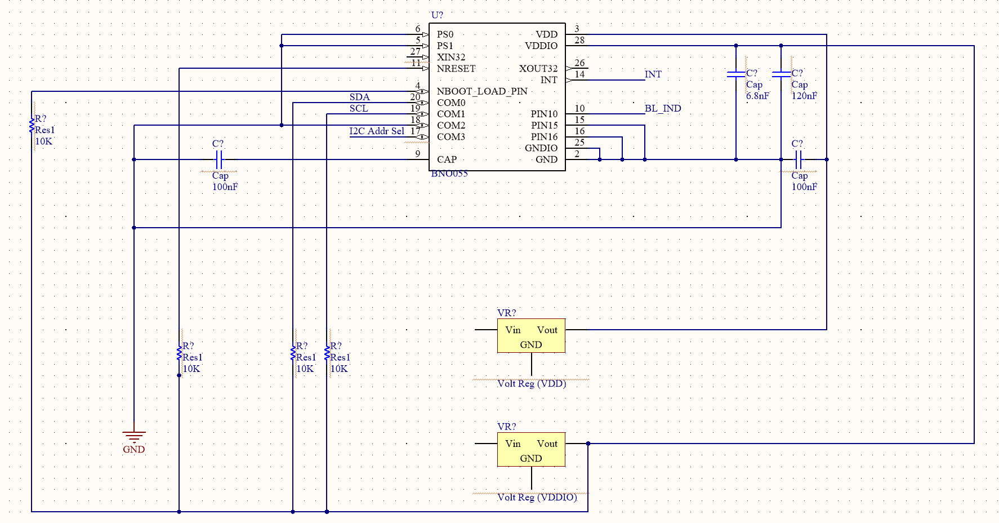 U?
6
PS0
5
PS1
27
XIN32
11
NRESET
4
NBOOT_LOAD_PIN
SDA
20
COM0
SCL
19
COM1
18
COM2
I2C Addr Sel
17
COM3
9
CAP
BNO055
VDD
3
VDDIO
28
XOUT32
26
INT
14
INT
PIN10
10
BL_IND
PIN15
15
PIN16
16
GNDIO
25
GND
2
C?
Cap
6.8nF
C?
Cap
120nF
R?
Res1
10K
C?
Cap
100nF
C?
Cap
100nF
VR?
Vin Vout
GND
Volt Reg (VDD)
R?
Res1
10K
R?
Res1
10K
R?
Res1
10K
GND
VR?
Vin Vout
GND
Volt Reg (VDDIO)